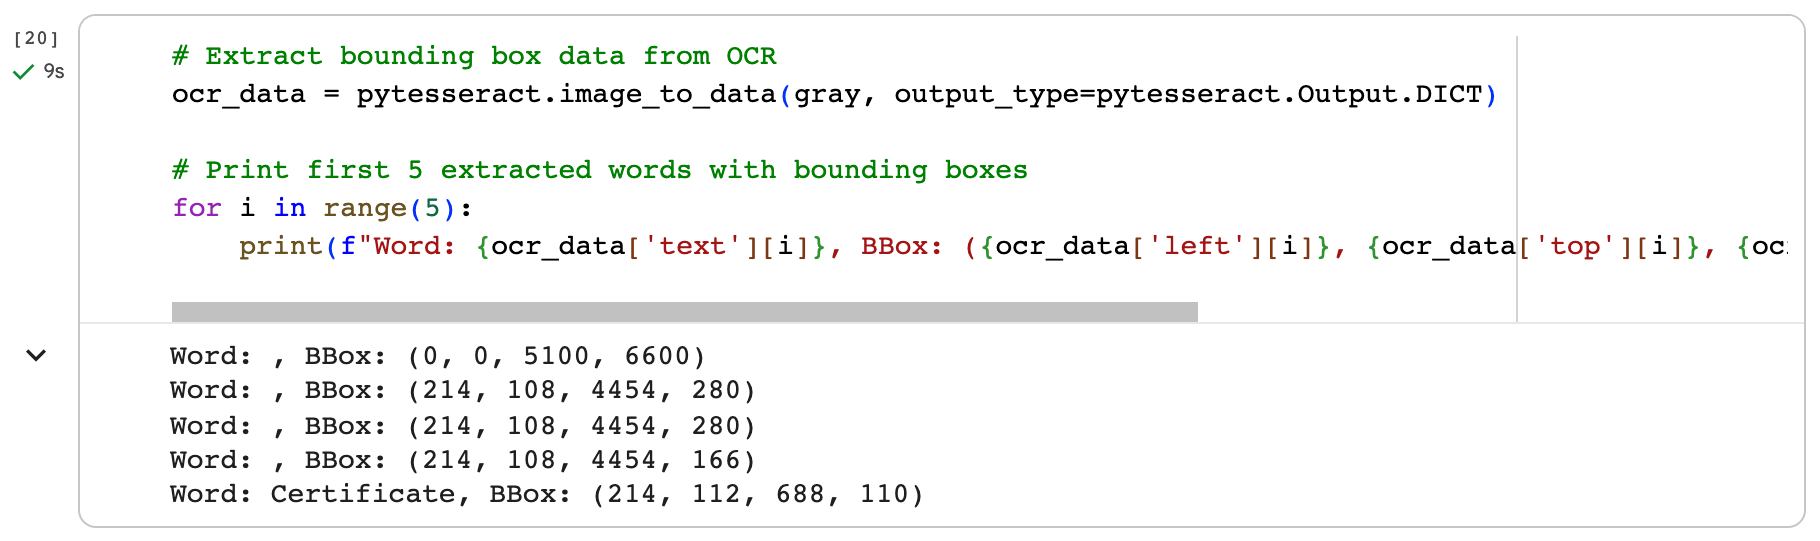 [20]
9s
# Extract bounding box data from OCR
ocr_data = pytesseract.image_to_data(gray, output_type=pytesseract.Output.DICT)
# Print first 5 extracted words with bounding boxes
for i in range(5):
    print(f"Word: {ocr_data['text'][i]}, BBox: ({ocr_data['left'][i]}, {ocr_data['top'][i]}, {oc
Word: , BBox: (0, 0, 5100, 6600)
Word: , BBox: (214, 108, 4454, 280)
Word: , BBox: (214, 108, 4454, 280)
Word: , BBox: (214, 108, 4454, 166)
Word: Certificate, BBox: (214, 112, 688, 110)